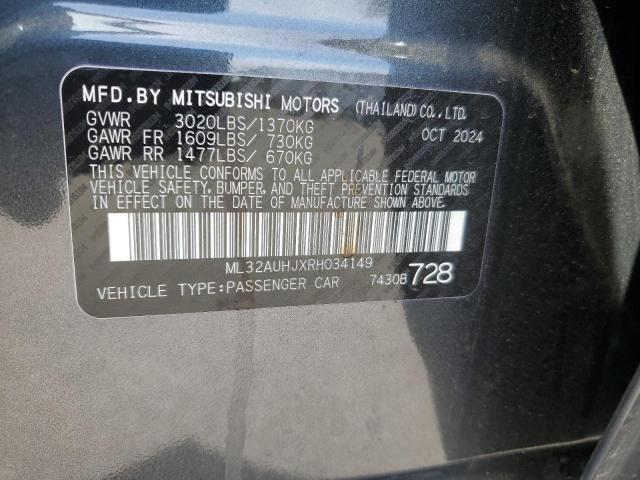 MFD.BY MITSUBISHI MOTORS (THAILAND) CO.,LTD.
GVWR 3020LBS/1370KG OCT 2024
GAWR FR 1609LBS/ 730KG
GAWR RR 1477LBS/ 670KG
THIS VEHICLE CONFORMS TO ALL APPLICABLE FEDERAL MOTOR
VEHICLE SAFETY, BUMPER, AND THEFT PREVENTION STANDARDS
IN EFFECT ON THE DATE OF MANUFACTURE SHOWN ABOVE.
ML32AUHJXRH034149
VEHICLE TYPE:PASSENGER CAR 7430B 728